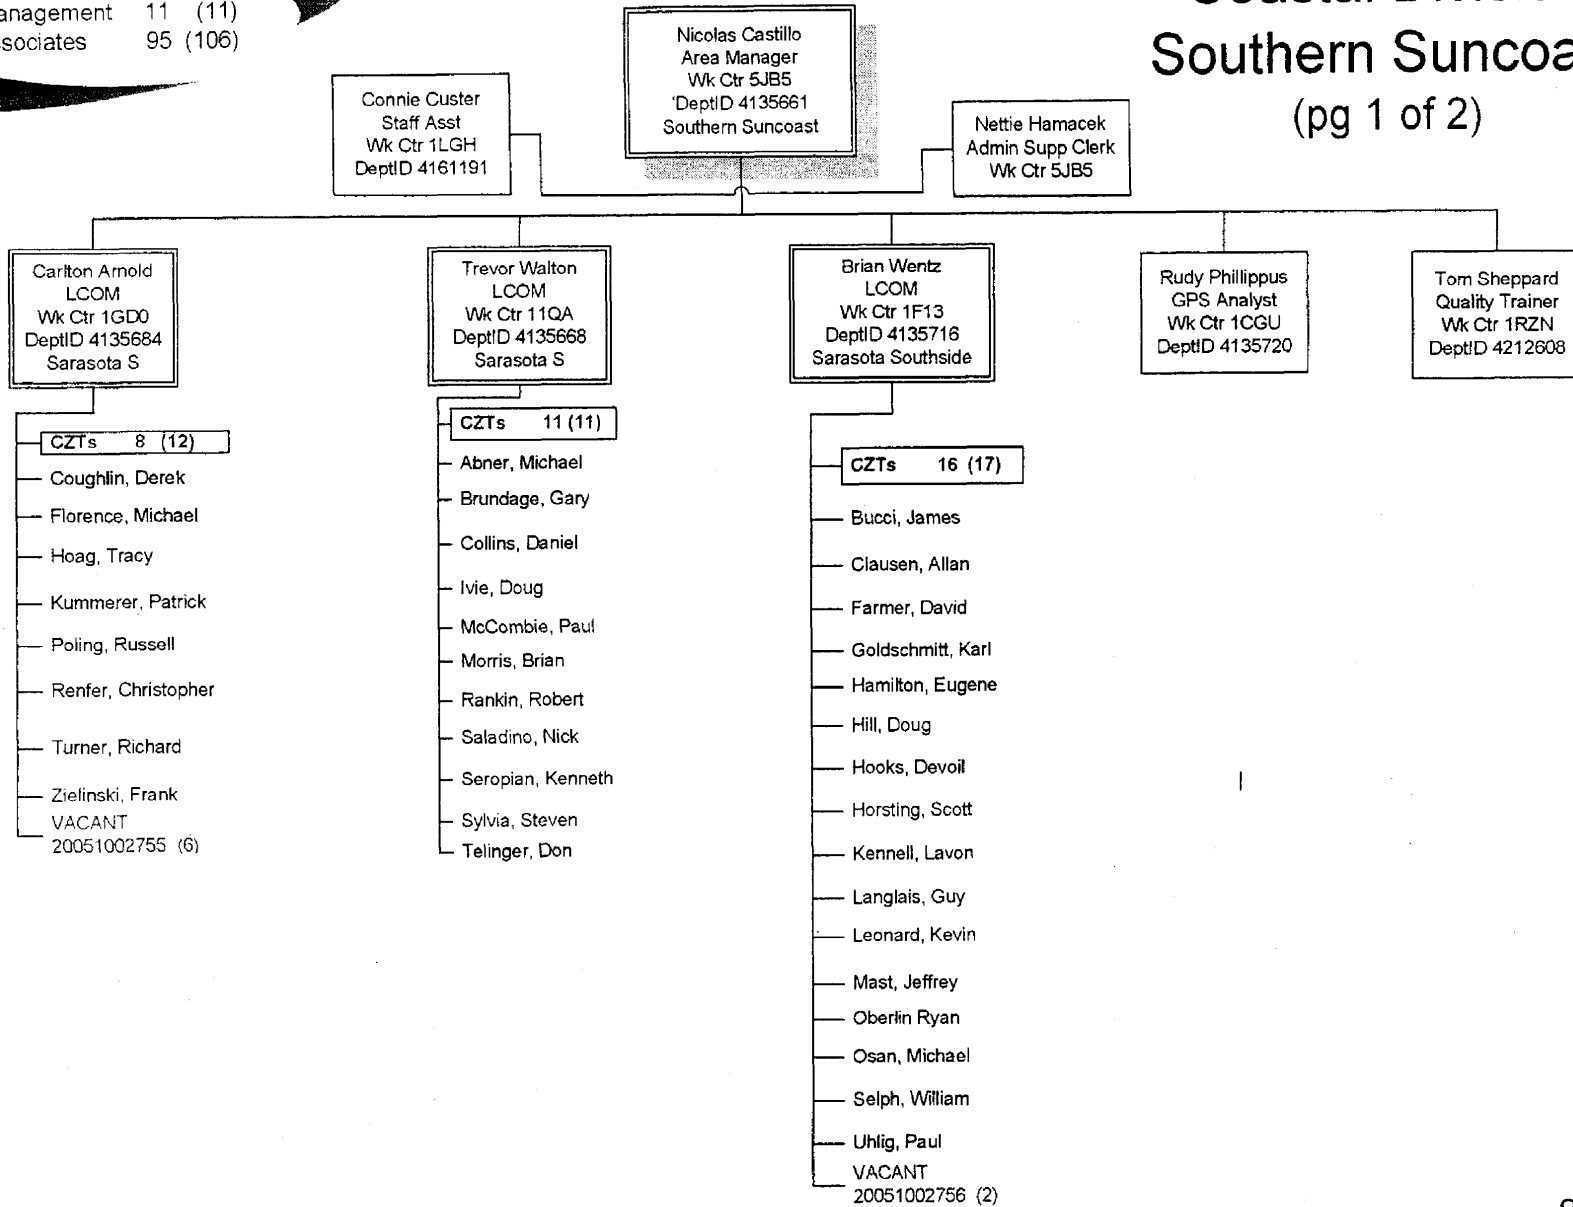 anagement 11 (11)
ssociates 95 (106)
Southern Suncoa
(pg 1 of 2)
Nicolas Castillo
Area Manager
Wk Ctr 5JB5
'DeptID 4135661
Southern Suncoast
Connie Custer
Staff Asst
Wk Ctr 1LGH
DeptID 4161191
Nettie Hamacek
Admin Supp Clerk
Wk Ctr 5JB5
Carlton Arnold
LCOM
Wk Ctr 1GD0
DeptID 4135684
Sarasota S
CZTs 8 (12)
Coughlin, Derek
Florence, Michael
Hoag, Tracy
Kummerer, Patrick
Poling, Russell
Renfer, Christopher
Turner, Richard
Zielinski, Frank
VACANT
20051002755 (6)
Trevor Walton
LCOM
Wk Ctr 11QA
DeptID 4135668
Sarasota S
CZTs 11 (11)
Abner, Michael
Brundage, Gary
Collins, Daniel
Ivie, Doug
McCombie, Paul
Morris, Brian
Rankin, Robert
Saladino, Nick
Seropian, Kenneth
Sylvia, Steven
Telinger, Don
Brian Wentz
LCOM
Wk Ctr 1F13
DeptID 4135716
Sarasota Southside
CZTs 16 (17)
Bucci, James
Clausen, Allan
Farmer, David
Goldschmitt, Karl
Hamilton, Eugene
Hill, Doug
Hooks, Devoil
Horsting, Scott
Kennell, Lavon
Langlais, Guy
Leonard, Kevin
Mast, Jeffrey
Oberlin Ryan
Osan, Michael
Selph, William
Uhlig, Paul
VACANT
20051002756 (2)
Rudy Phillippus
GPS Analyst
Wk Ctr 1CGU
DeptID 4135720
Tom Sheppard
Quality Trainer
Wk Ctr 1RZN
DeptID 4212608